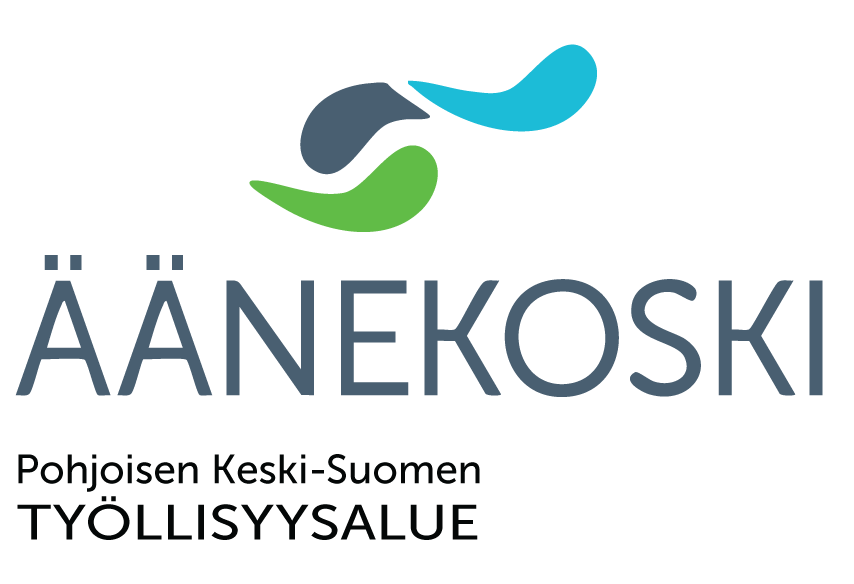 ÄÄNEKOSKI
Pohjoisen Keski-Suomen
TYÖLLISYYSALUE